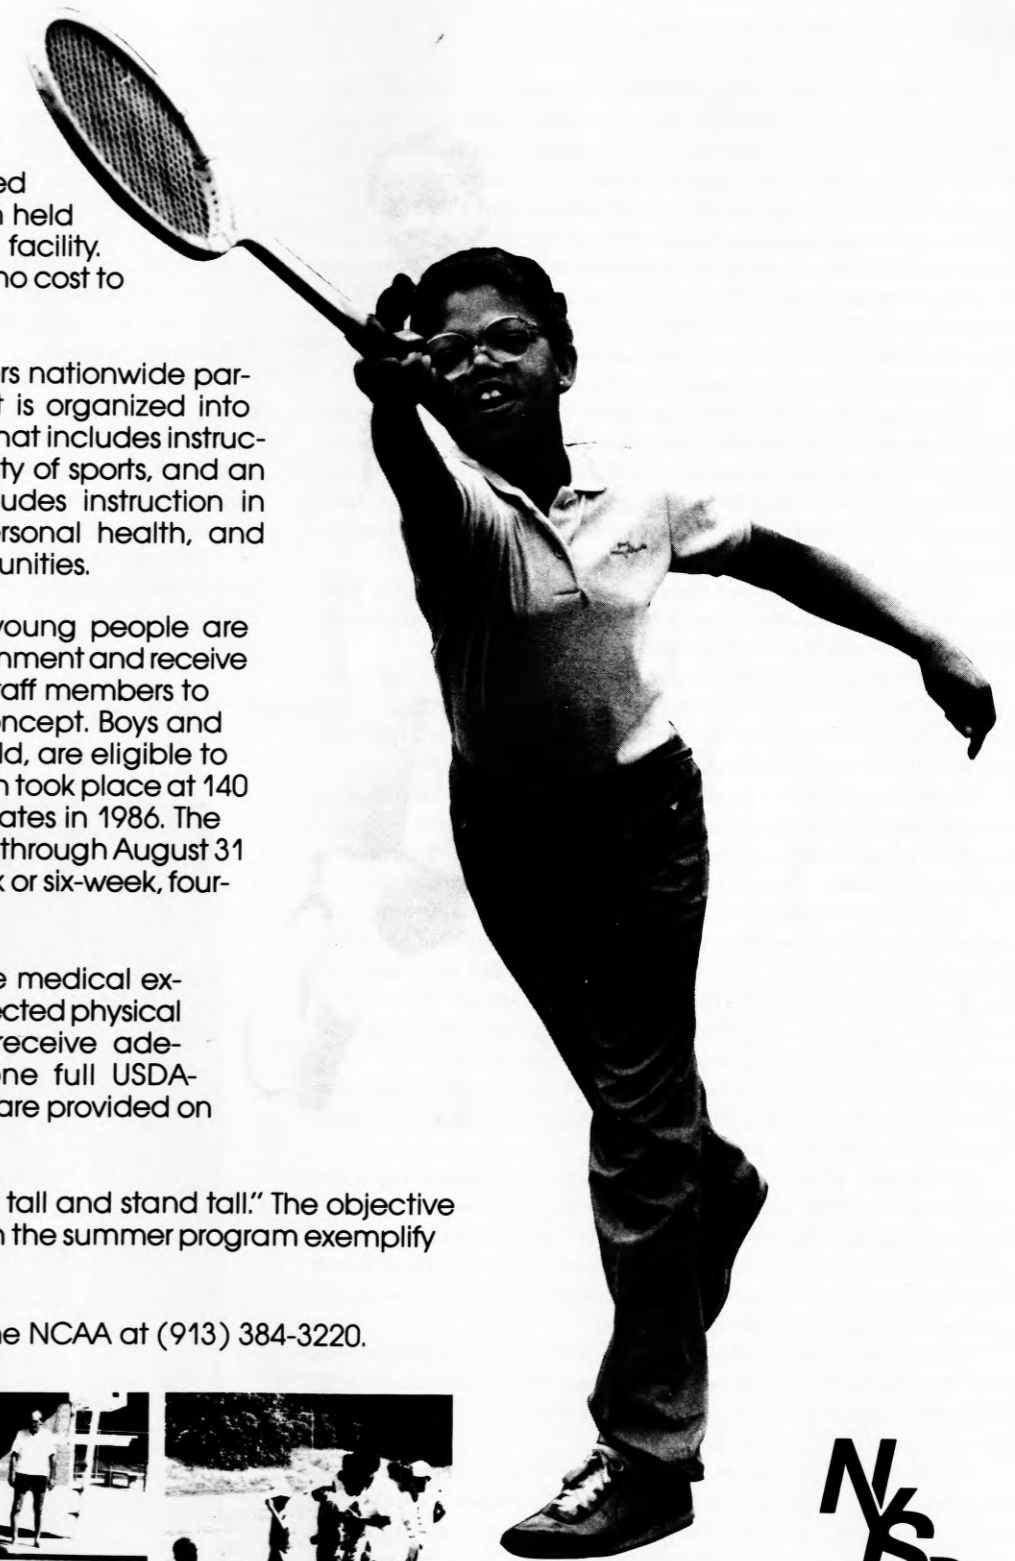 ed
held
facility.
no cost to
rs nationwide par-
t is organized into
hat includes instruc-
ty of sports, and an
udes instruction in
ersonal health, and
unities.
young people are
nment and receive
aff members to
oncept. Boys and
ld, are eligible to
n took place at 140
ates in 1986. The
through August 31
k or six-week, four-
e medical ex-
ected physical
receive ade-
ne full USDA-
are provided on
tall and stand tall." The objective
n the summer program exemplify
ne NCAA at (913) 384-3220.
NYS